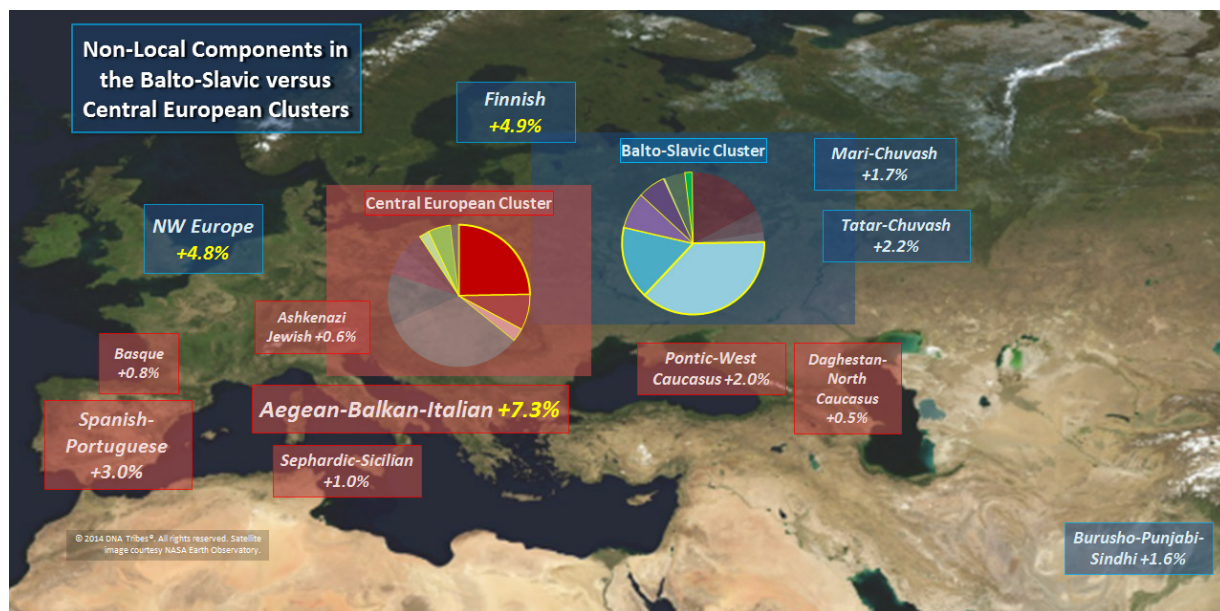 Non-Local Components in
the Balto-Slavic versus
Central European Clusters
Finnish
+4.9%
Balto-Slavic Cluster
Mari-Chuvash
+1.7%
Central European Cluster
NW Europe
+4.8%
Tatar-Chuvash
+2.2%
Ashkenazi
Jewish +0.6%
Basque
+0.8%
Pontic-West
Caucasus +2.0%
Daghestan-
North
Caucasus
+0.5%
Aegean-Balkan-Italian +7.3%
Spanish-
Portuguese
+3.0%
Sephardic-Sicilian
+1.0%
Burusho-Punjabi-
Sindhi +1.6%
© 2014 DNA Tribes®. All rights reserved. Satellite
image courtesy NASA Earth Observatory.